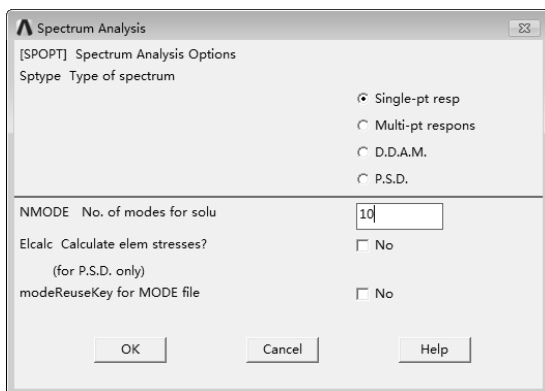 Spectrum Analysis
[SPOPT] Spectrum Analysis Options
Sptype Type of spectrum
Single-pt resp
Multi-pt respons
D.D.A.M.
P.S.D.
NMODE No. of modes for solu 10
Elcalc Calculate elem stresses? No
(for P.S.D. only)
modeReuseKey for MODE file No
OK Cancel Help